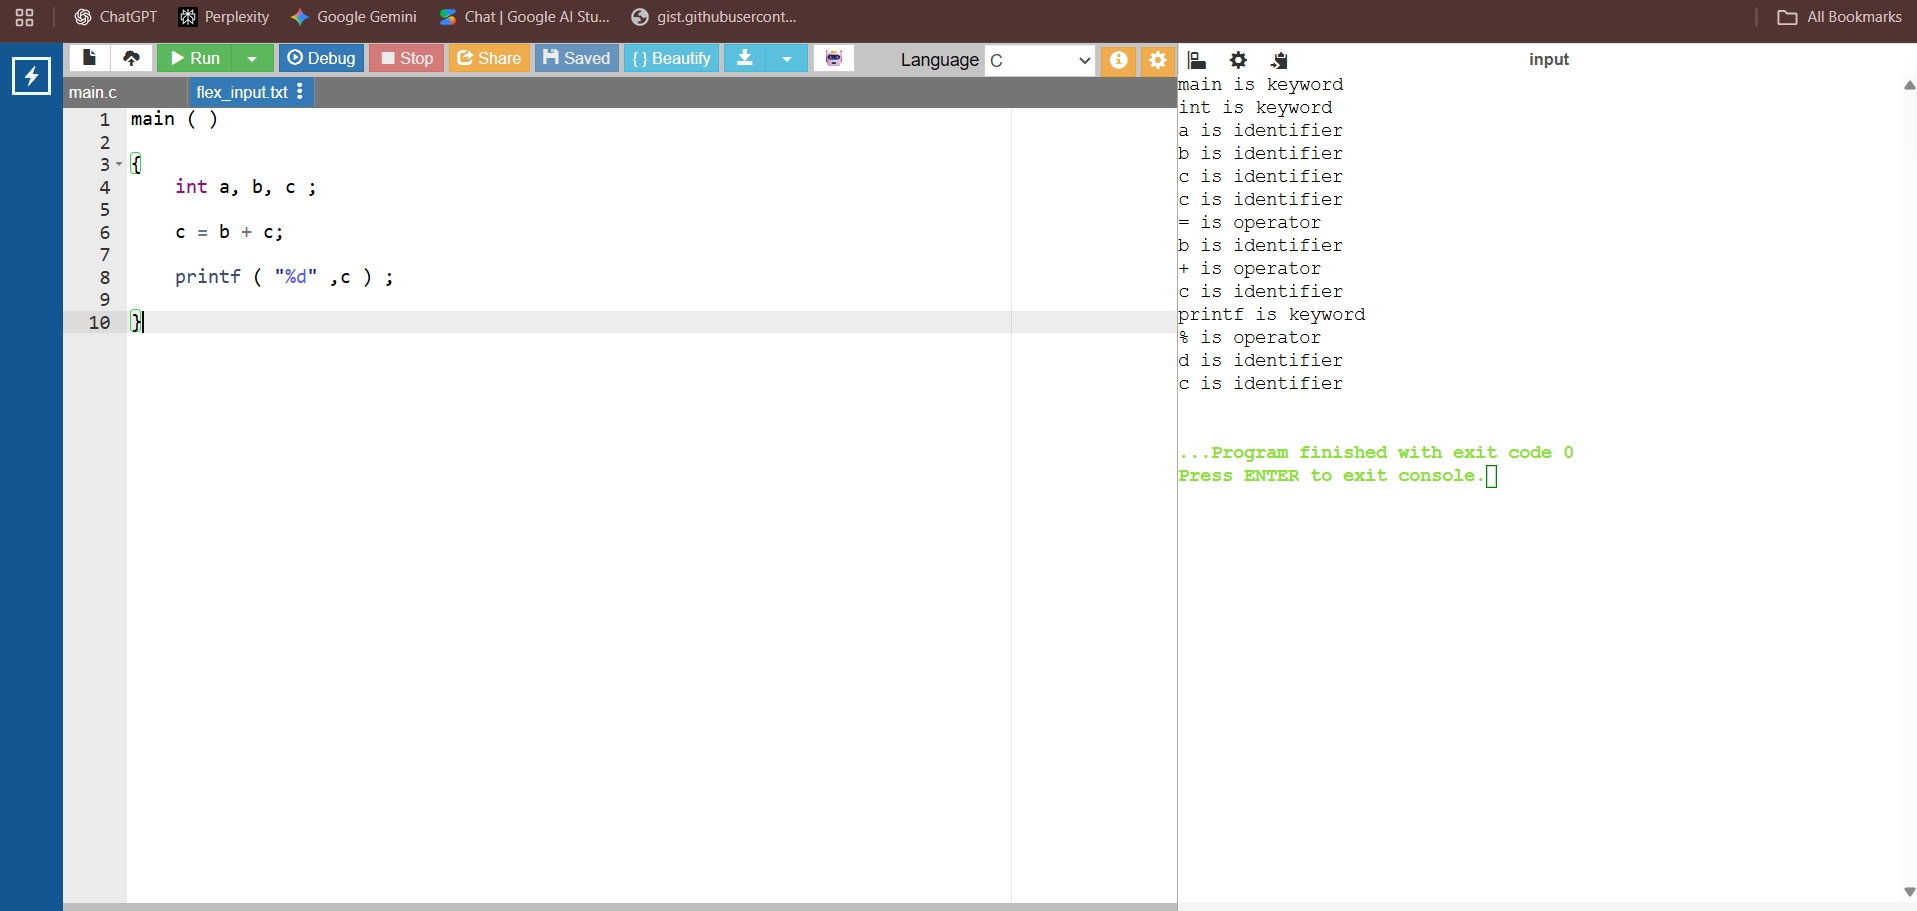 ChatGPT Perplexity Google Gemini Chat | Google AI Stu... gist.githubusercont... All Bookmarks
Run Debug Stop Share Saved { } Beautify Language C input
main.c flex_input.txt
1 main ( )
2
3 {
4 int a, b, c ;
5
6 c = b + c;
7
8 printf ( "%d" ,c ) ;
9
10 }
main is keyword
int is keyword
a is identifier
b is identifier
c is identifier
c is identifier
= is operator
b is identifier
+ is operator
c is identifier
printf is keyword
% is operator
d is identifier
c is identifier
...Program finished with exit code 0
Press ENTER to exit console.